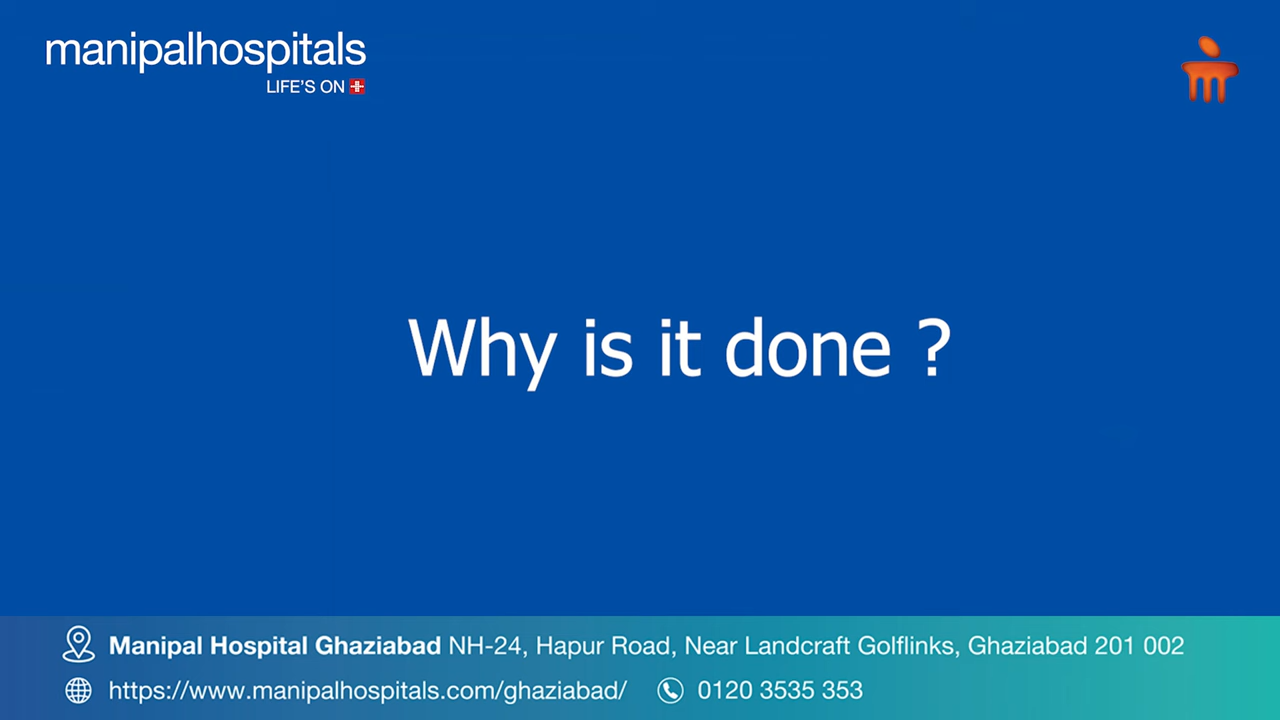 manipalhospitals
LIFE'S ON
Why is it done ?
Manipal Hospital Ghaziabad NH-24, Hapur Road, Near Landcraft Golflinks, Ghaziabad 201 002
https://www.manipalhospitals.com/ghaziabad/ 0120 3535 353